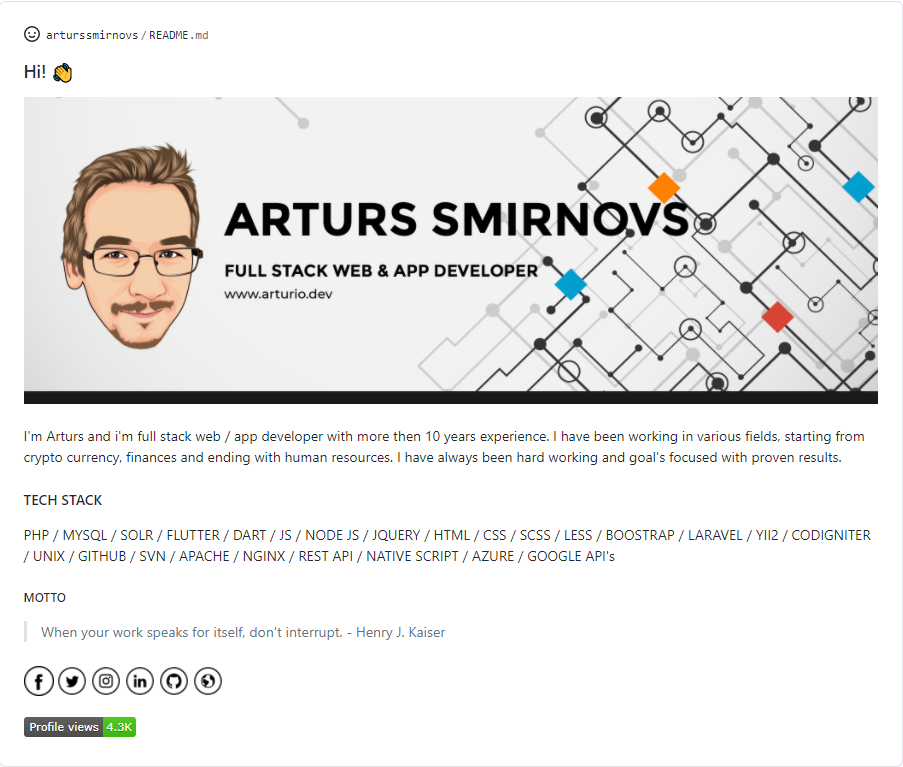 arturssmirnovs / README.md
Hi! 👋
ARTURS SMIRNOVS
FULL STACK WEB & APP DEVELOPER
www.arturio.dev
I'm Arturs and i'm full stack web / app developer with more then 10 years experience. I have been working in various fields, starting from
crypto currency, finances and ending with human resources. I have always been hard working and goal's focused with proven results.
TECH STACK
PHP / MYSQL / SOLR / FLUTTER / DART / JS / NODE JS / JQUERY / HTML / CSS / SCSS / LESS / BOOSTRAP / LARAVEL / YII2 / CODIGNITER
/ UNIX / GITHUB / SVN / APACHE / NGINX / REST API / NATIVE SCRIPT / AZURE / GOOGLE API's
MOTTO
When your work speaks for itself, don't interrupt. - Henry J. Kaiser
Profile views 4.3K